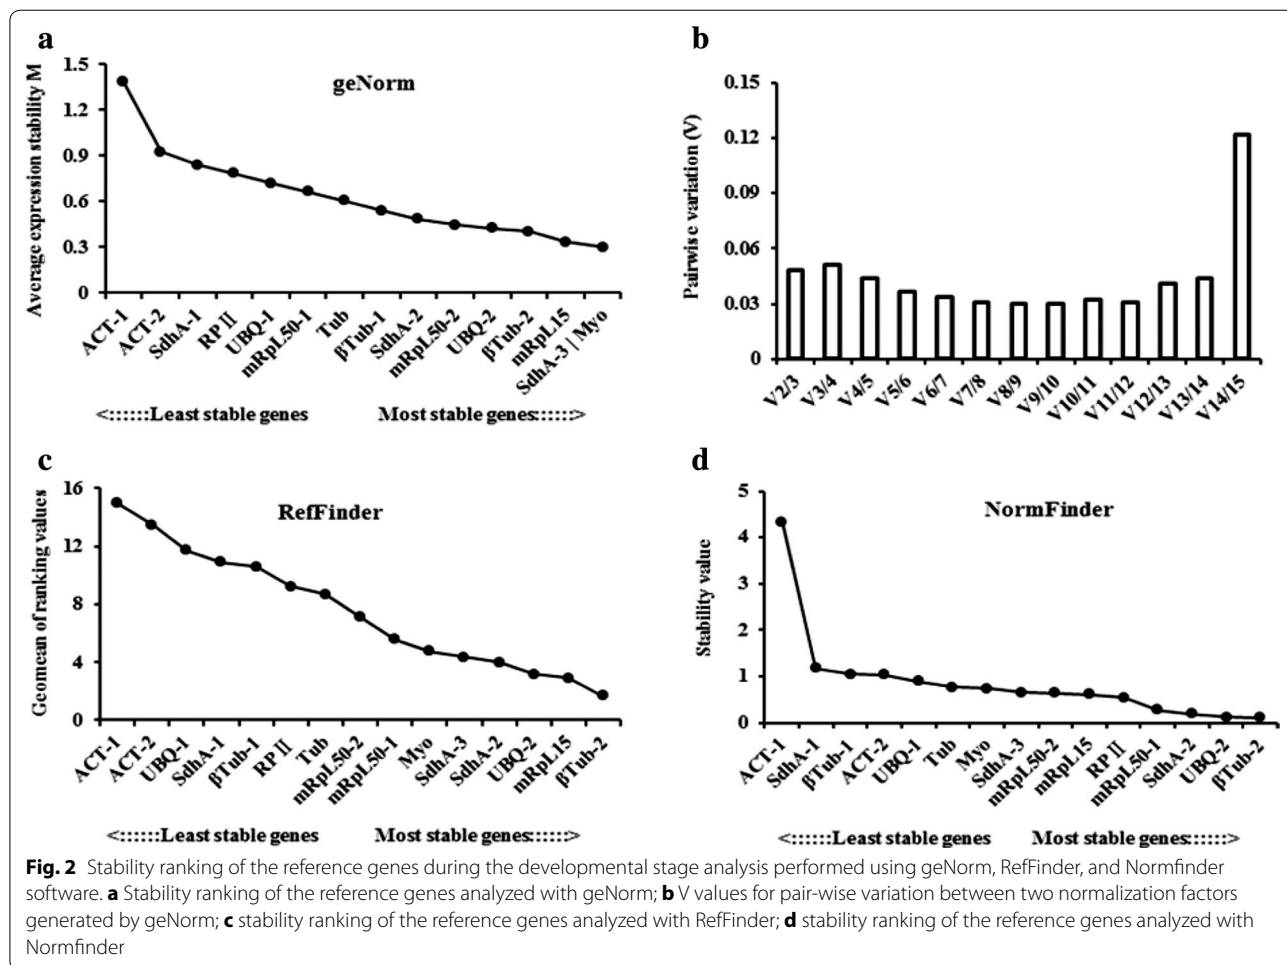 a
Average expression stability M
1.5
1.2
0.9
0.6
0.3
0
geNorm
ACT-1
ACT-2
SdhA-1
RP II
UBQ-1
mRpL50-1
Tub
βTub-1
SdhA-2
mRpL50-2
UBQ-2
βTub-2
mRpL15
SdhA-3 | Myo
<::::::Least stable genes Most stable genes:::::>
b
Pairwise variation (V)
0.15
0.12
0.09
0.06
0.03
0
V2/3
V3/4
V4/5
V5/6
V6/7
V7/8
V8/9
V9/10
V10/11
V11/12
V12/13
V13/14
V14/15
c
Geomean of ranking values
16
12
8
4
0
RefFinder
ACT-1
ACT-2
UBQ-1
SdhA-1
βTub-1
RP II
Tub
mRpL50-2
mRpL50-1
Myo
SdhA-3
SdhA-2
UBQ-2
mRpL15
βTub-2
<::::::Least stable genes Most stable genes:::::>
d
Stability value
5
4
3
2
1
0
NormFinder
ACT-1
SdhA-1
βTub-1
ACT-2
UBQ-1
Tub
Myo
SdhA-3
mRpL50-2
mRpL15
RP II
mRpL50-1
SdhA-2
UBQ-2
βTub-2
<::::::Least stable genes Most stable genes:::::>
Fig. 2 Stability ranking of the reference genes during the developmental stage analysis performed using geNorm, RefFinder, and Normfinder
software. a Stability ranking of the reference genes analyzed with geNorm; b V values for pair-wise variation between two normalization factors
generated by geNorm; c stability ranking of the reference genes analyzed with RefFinder; d stability ranking of the reference genes analyzed with
Normfinder